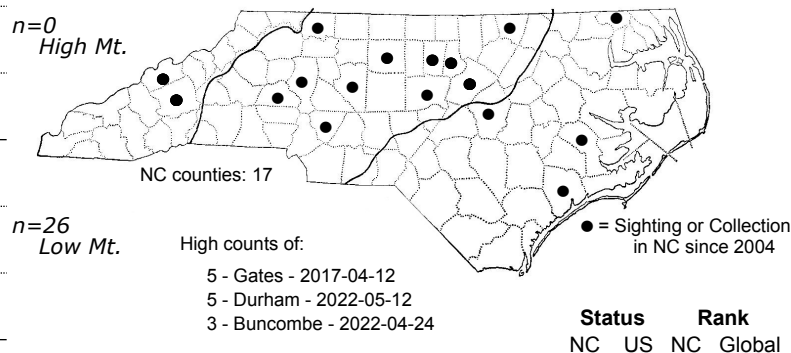 n=0
High Mt.
NC counties: 17
n=26
Low Mt.
High counts of:
5 - Gates - 2017-04-12
5 - Durham - 2022-05-12
3 - Buncombe - 2022-04-24
● = Sighting or Collection
in NC since 2004
Status Rank
NC US NC Global